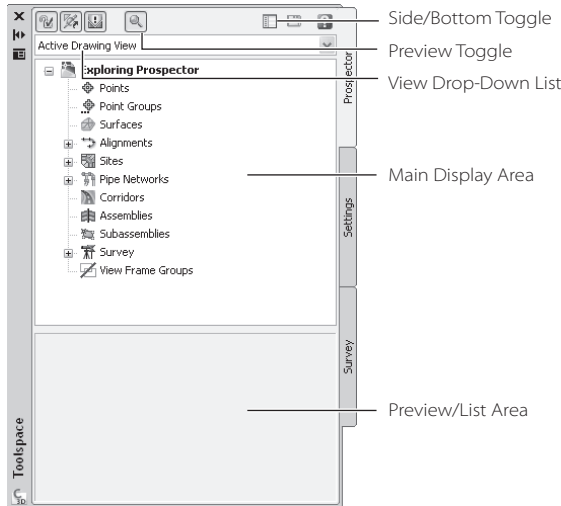 Side/Bottom Toggle
Active Drawing View
Preview Toggle
Exploring Prospector
View Drop-Down List
Points
Point Groups
Surfaces
Alignments
Sites
Pipe Networks
Main Display Area
Corridors
Assemblies
Subassemblies
Survey
View Frame Groups
Prospector
Settings
Survey
Preview/List Area
Toolspace
3D